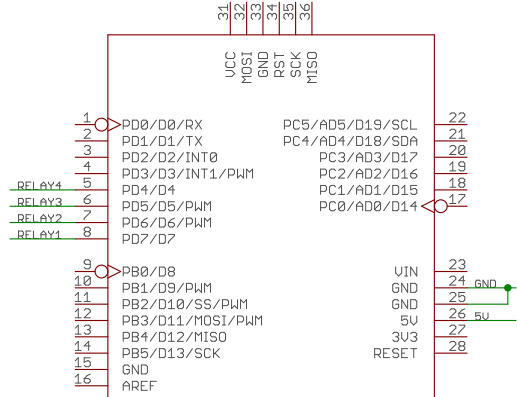 31 32 33 34 35 36
VCC MOSI GND RST SCK MISO
1 PD0/D0/RX PC5/AD5/D19/SCL 22
2 PD1/D1/TX PC4/AD4/D18/SDA 21
3 PD2/D2/INT0 PC3/AD3/D17 20
4 PD3/D3/INT1/PWM PC2/AD2/D16 19
RELAY4 5 PD4/D4 PC1/AD1/D15 18
RELAY3 6 PD5/D5/PWM PC0/AD0/D14 17
RELAY2 7 PD6/D6/PWM
RELAY1 8 PD7/D7
9 PB0/D8 VIN 23
10 PB1/D9/PWM GND 24 GND
11 PB2/D10/SS/PWM GND 25
12 PB3/D11/MOSI/PWM 5V 26 5V
13 PB4/D12/MISO 3V3 27
14 PB5/D13/SCK RESET 28
15 GND
16 AREF